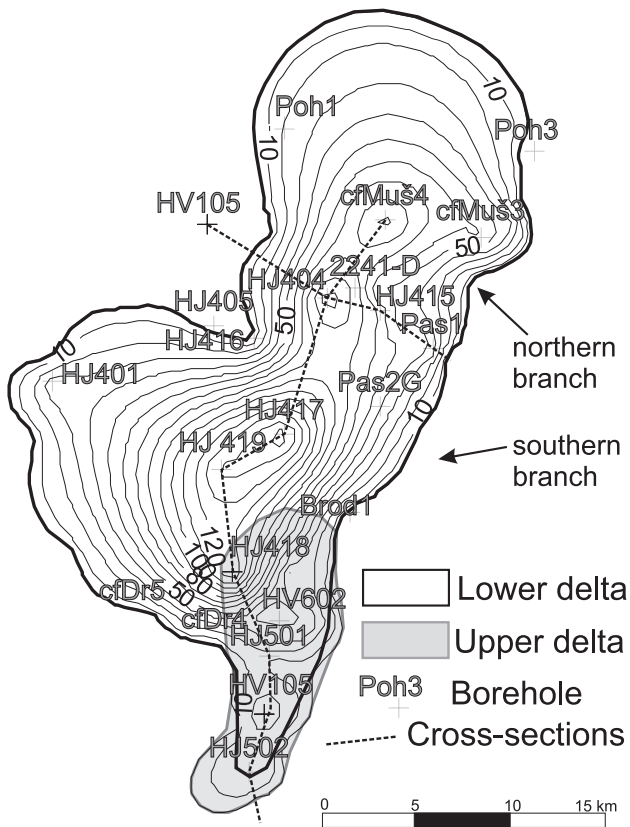 10
Poh1
10
Poh3
cfMuš4
HV105
cfMuš3
50
2241-D
HJ404
HJ405
HJ415
50
Pas1
HJ416
northern
branch
10
HJ401
Pas2G
HJ417
10
HJ 419
southern
branch
Brod1
120
HJ418
100
80
cfDr5
50
HV602
Lower delta
cfDr4
HJ501
Upper delta
HV105
10
Poh3
Borehole
HJ502
Cross-sections
0 5 10 15 km